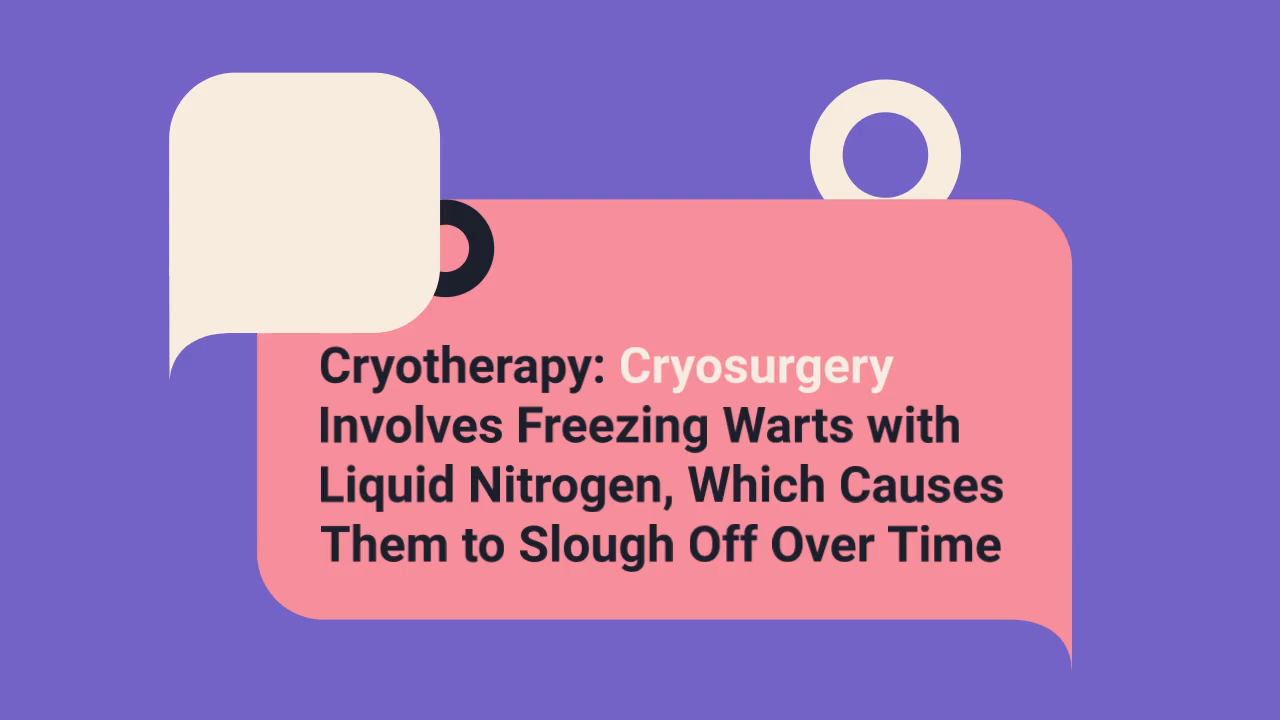 Cryotherapy: Cryosurgery
Involves Freezing Warts with
Liquid Nitrogen, Which Causes
Them to Slough Off Over Time